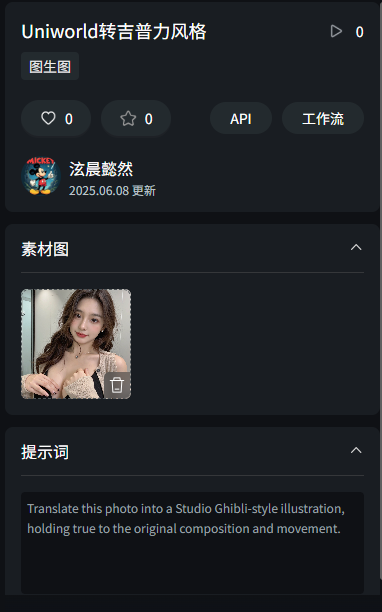 Uniworld转吉普力风格
0
图生图
0
0
API
工作流
MICKEY
泫晨懿然
2025.06.08 更新
素材图
提示词
Translate this photo into a Studio Ghibli-style illustration,
holding true to the original composition and movement.